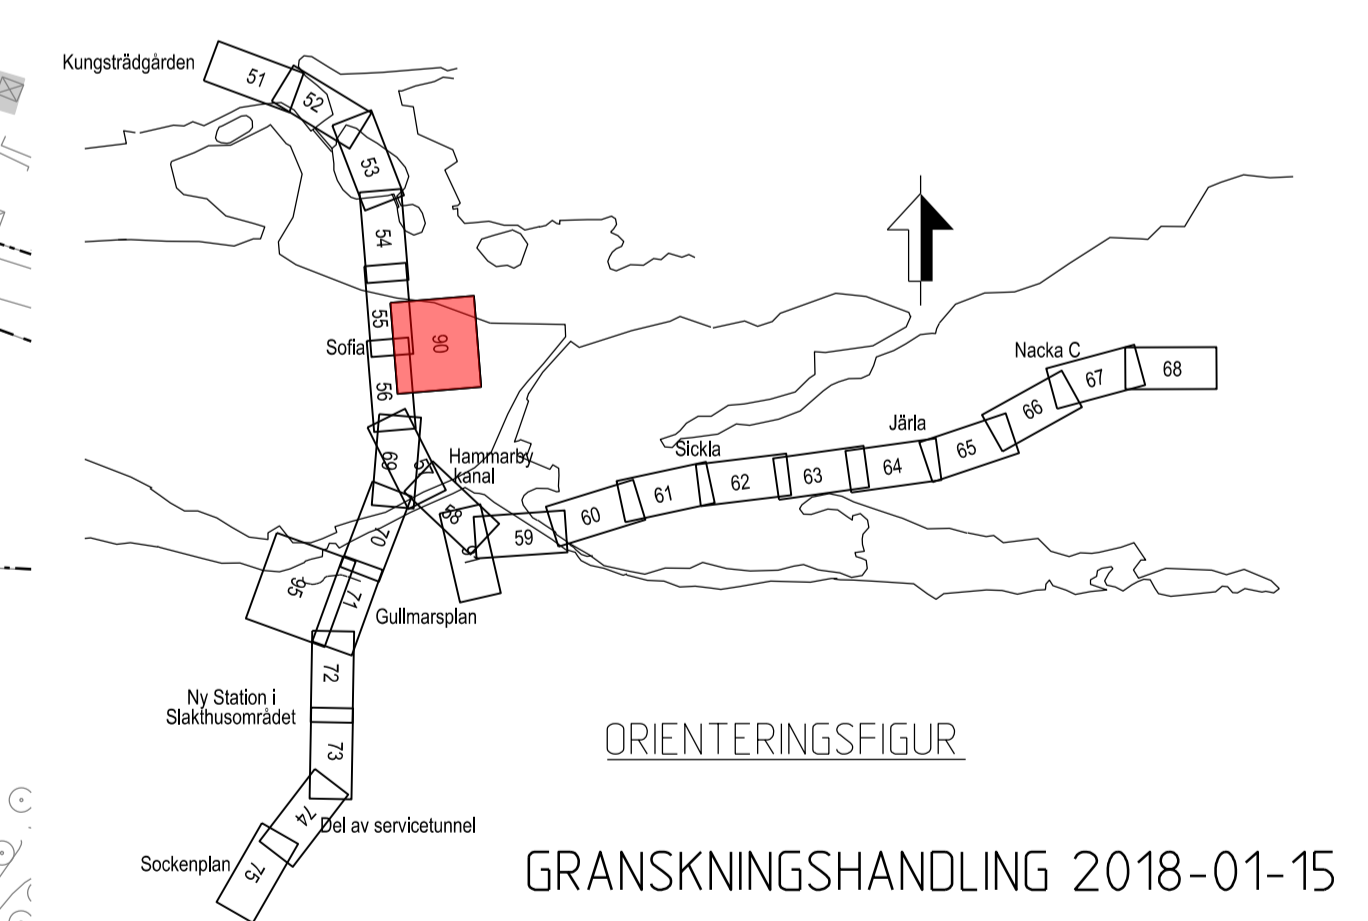 Kungsträdgården
51
52
53
54
55
Sofia
90
56
69
57
Hammarby
kanal
58
59
60
61
Sickla
62
63
64
Järla
65
66
Nacka C
67
68
70
95
71
Gullmarsplan
72
Ny Station i
Slakthusområdet
73
74
Del av servicetunnel
Sockenplan
75
ORIENTERINGSFIGUR
GRANSKNINGSHANDLING 2018-01-15